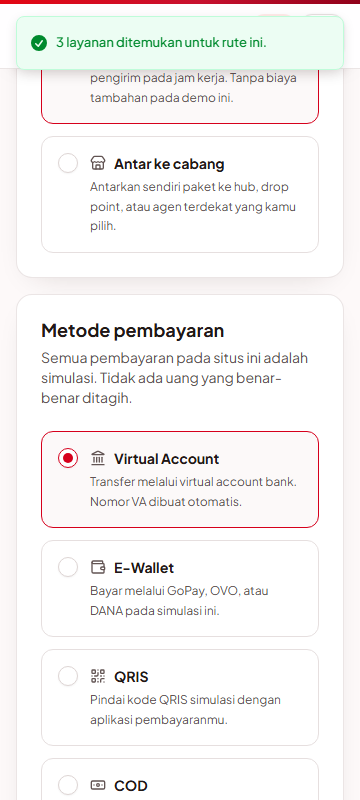 3 layanan ditemukan untuk rute ini.
pengirim pada jam kerja. Tanpa biaya
tambahan pada demo ini.
Antar ke cabang
Antarkan sendiri paket ke hub, drop
point, atau agen terdekat yang kamu
pilih.
Metode pembayaran
Semua pembayaran pada situs ini adalah
simulasi. Tidak ada uang yang benar-
benar ditagih.
Virtual Account
Transfer melalui virtual account bank.
Nomor VA dibuat otomatis.
E-Wallet
Bayar melalui GoPay, OVO, atau
DANA pada simulasi ini.
QRIS
Pindai kode QRIS simulasi dengan
aplikasi pembayaranmu.
COD